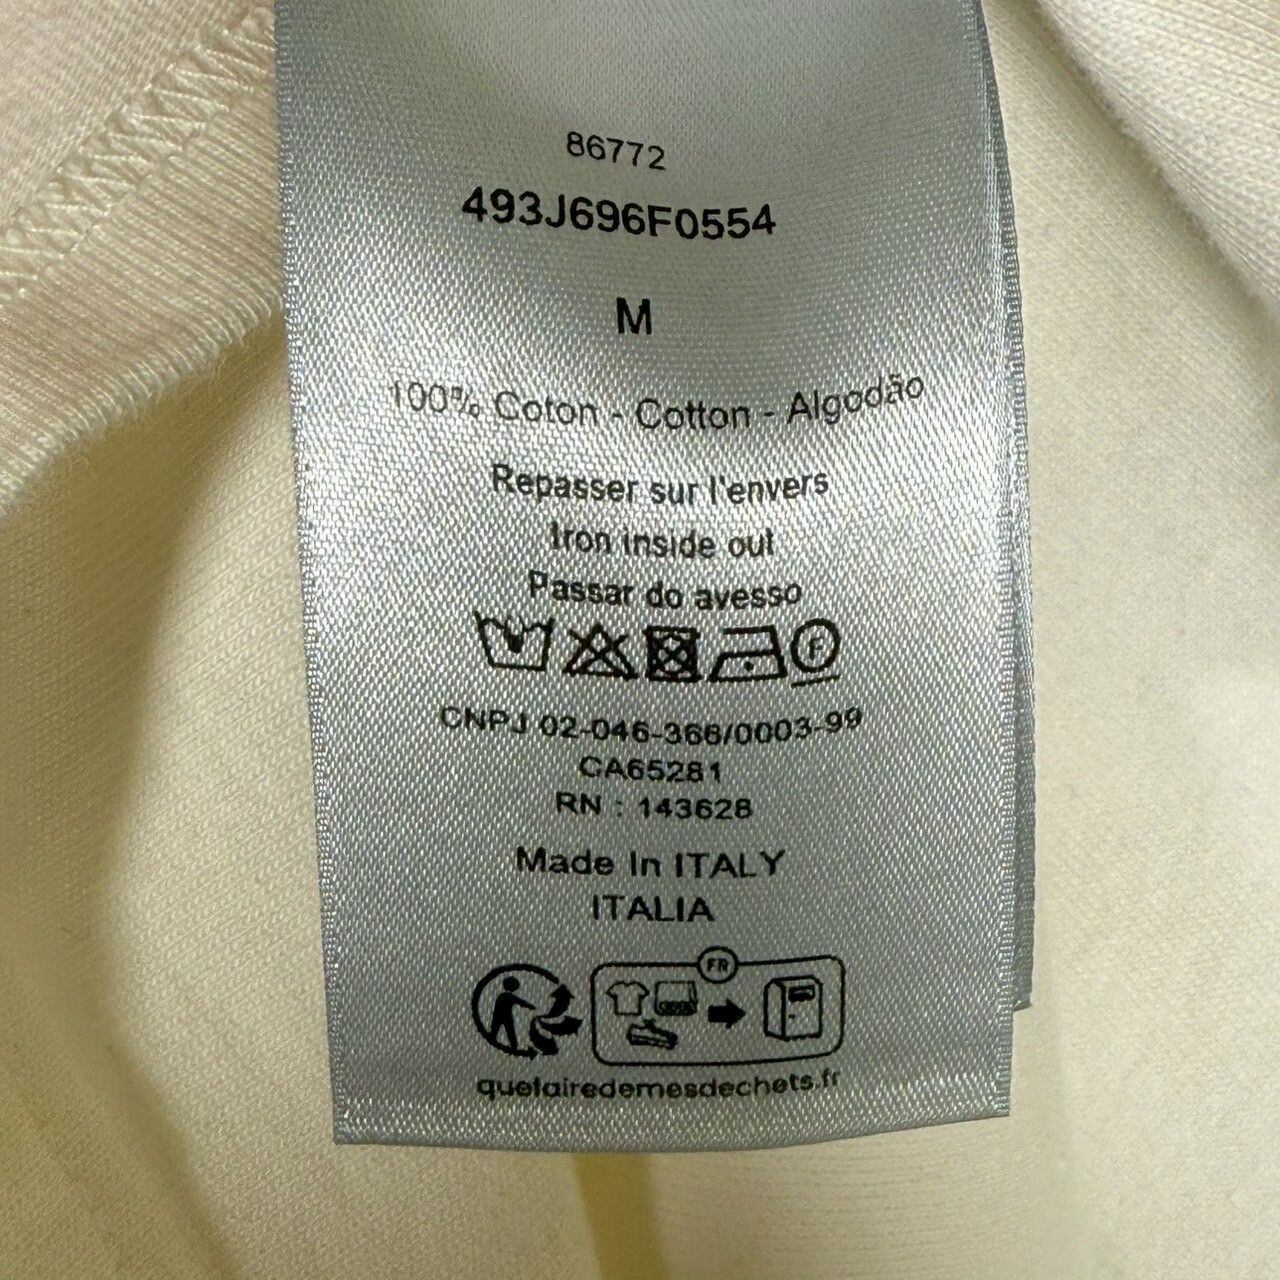 86772
493J696F0554
M
100% Coton - Cotton - Algodão
Repasser sur l'envers
Iron inside out
Passar do avesso
F
CNPJ 02-046-366/0003-99
CA65281
RN : 143628
Made In ITALY
ITALIA
FR
quefairedemesdechets.fr